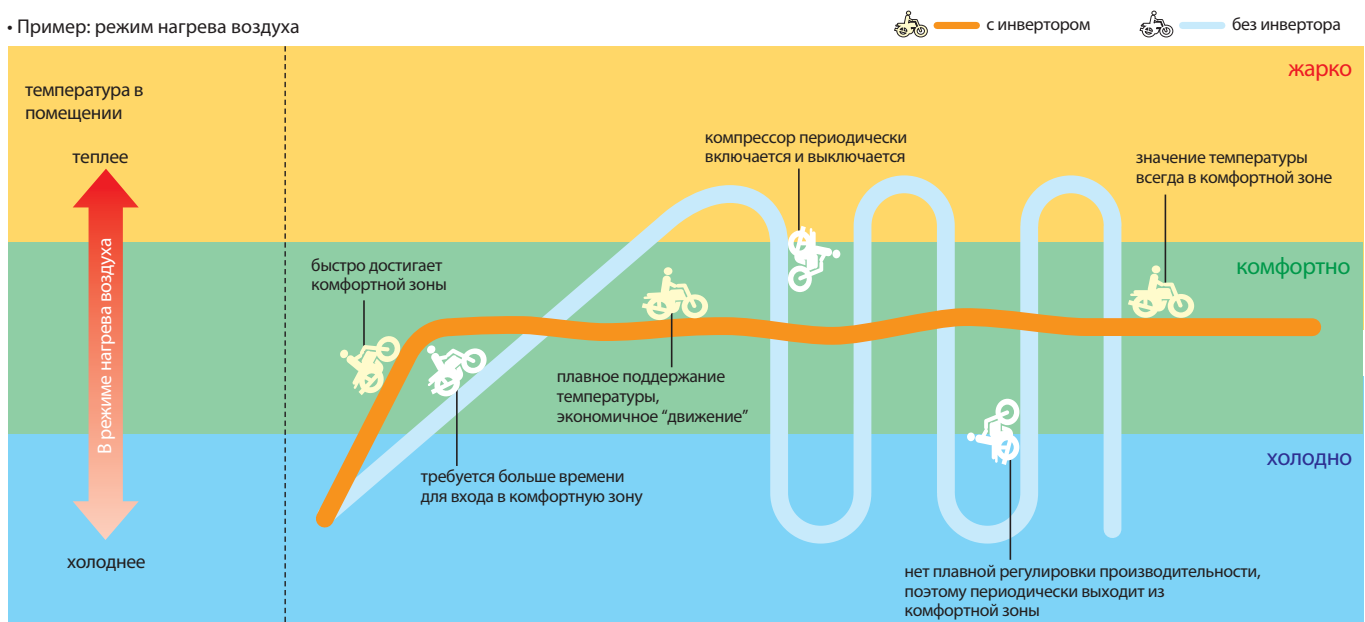 • Пример: режим нагрева воздуха
с инвертором
без инвертора
жарко
температура в
помещении
теплее
компрессор периодически
включается и выключается
значение температуры
всегда в комфортной зоне
В режиме нагрева воздуха
быстро достигает
комфортной зоны
комфортно
плавное поддержание
температуры,
экономичное “движение”
холодно
требуется больше времени
для входа в комфортную зону
холоднее
нет плавной регулировки производительности,
поэтому периодически выходит из
комфортной зоны